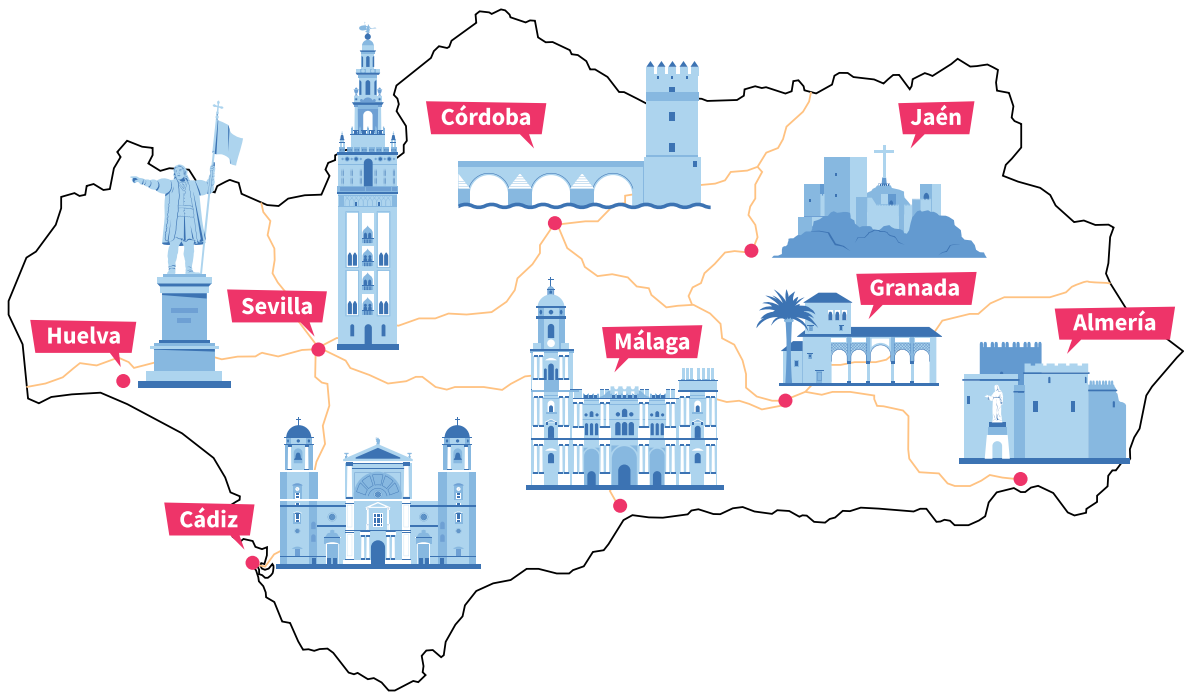 Córdoba
Jaén
Sevilla
Granada
Huelva
Málaga
Almería
Cádiz